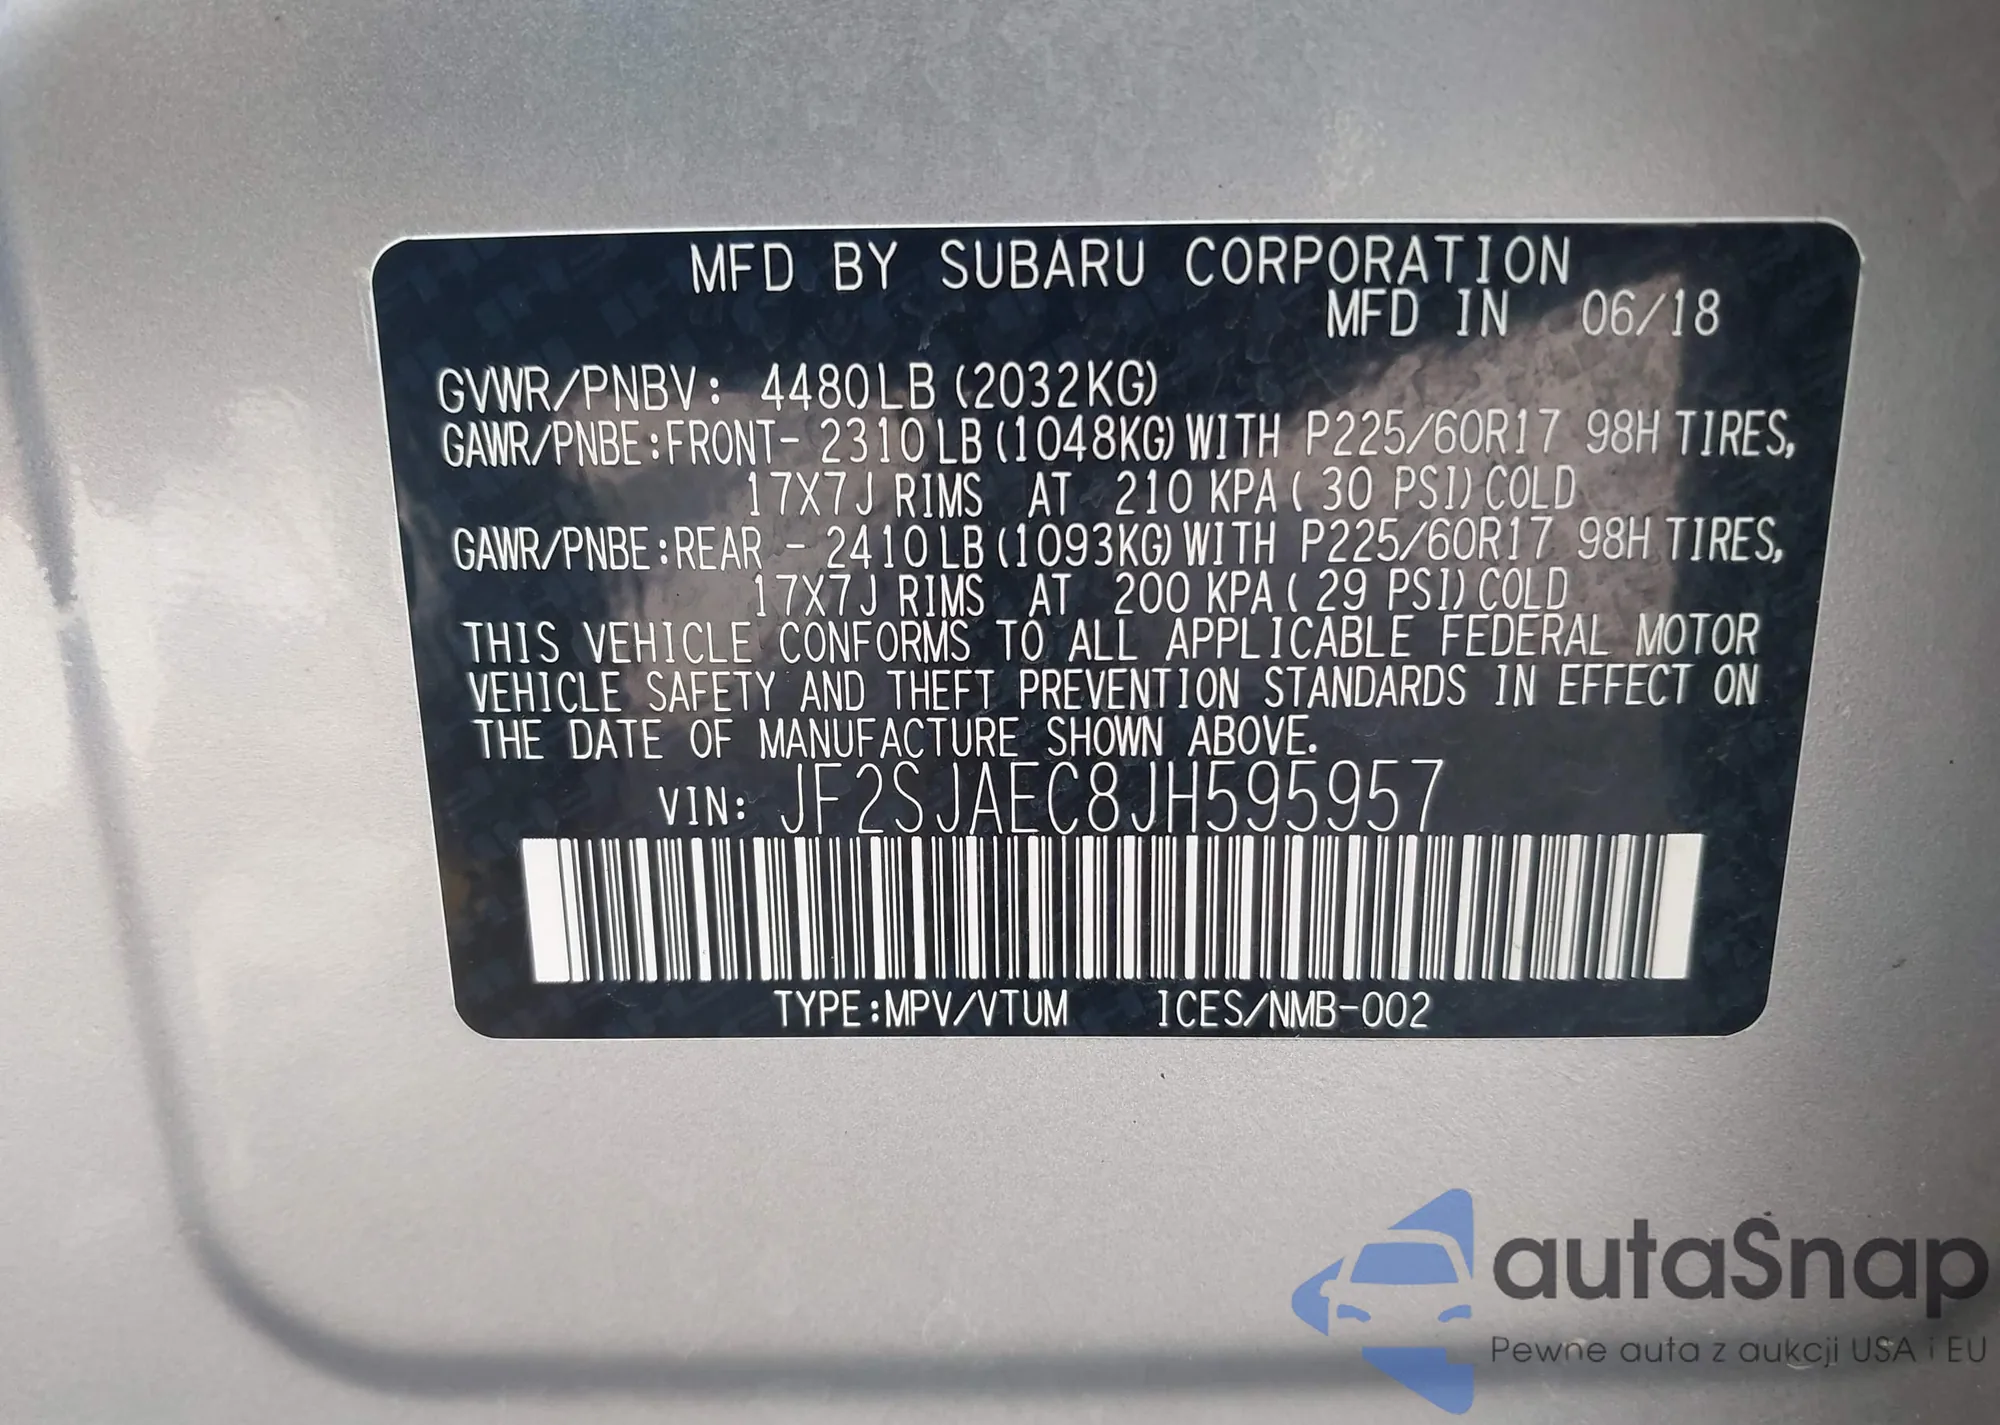 MFD BY SUBARU CORPORATION
MFD IN 06/18
GVWR/PNBV: 4480LB (2032KG)
GAWR/PNBE:FRONT- 2310LB (1048KG) WITH P225/60R17 98H TIRES,
17X7J RIMS AT 210 KPA ( 30 PSI) COLD
GAWR/PNBE:REAR - 2410LB (1093KG) WITH P225/60R17 98H TIRES,
17X7J RIMS AT 200 KPA ( 29 PSI) COLD
THIS VEHICLE CONFORMS TO ALL APPLICABLE FEDERAL MOTOR
VEHICLE SAFETY AND THEFT PREVENTION STANDARDS IN EFFECT ON
THE DATE OF MANUFACTURE SHOWN ABOVE.
VIN: JF2SJAEC8JH595957
TYPE:MPV/VTUM ICES/NMB-002
autaSnap
Pewne auta z aukcji USA i EU